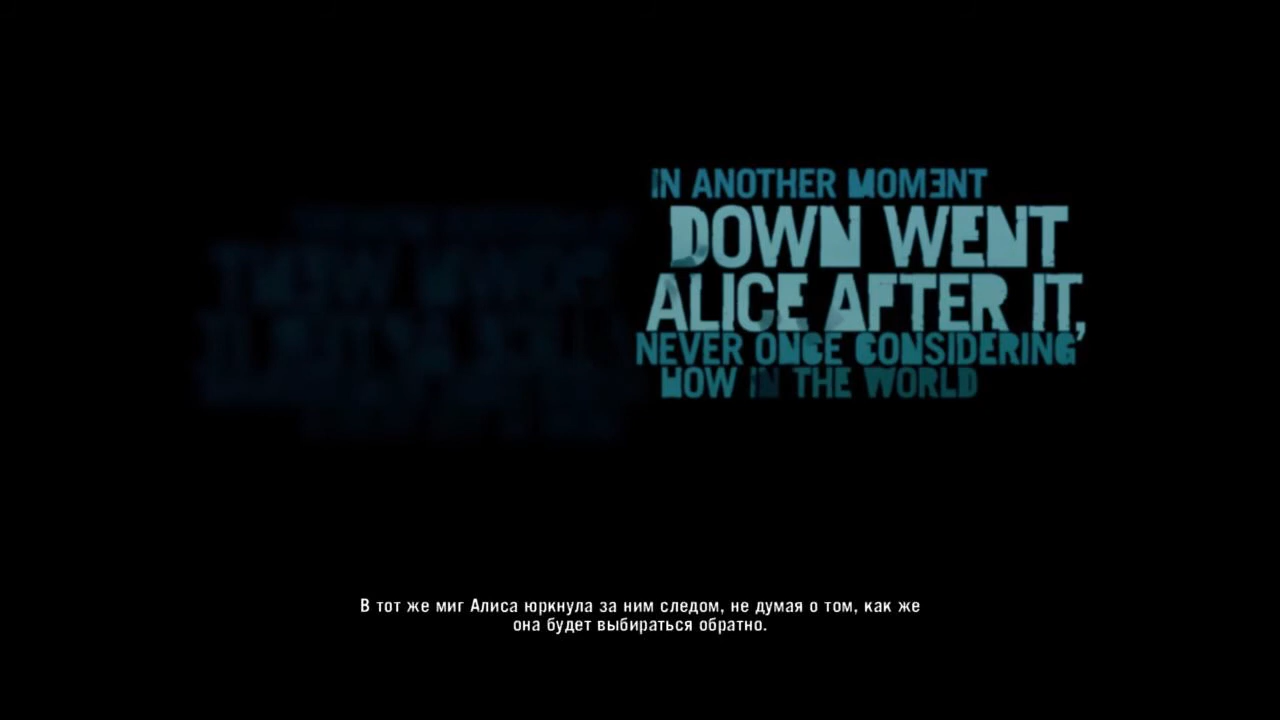 IN ANOTHER MOMENT
DOWN WENT
ALICE AFTER IT,
NEVER ONCE CONSIDERING
HOW IN THE WORLD
В тот же миг Алиса юркнула за ним следом, не думая о том, как же
она будет выбираться обратно.